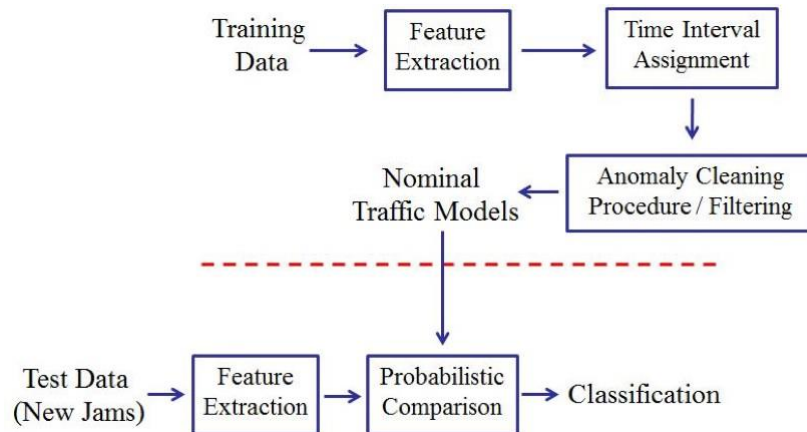 Training
Data
Feature
Extraction
Time Interval
Assignment
Anomaly Cleaning
Procedure / Filtering
Nominal
Traffic Models
Test Data
(New Jams)
Feature
Extraction
Probabilistic
Comparison
Classification